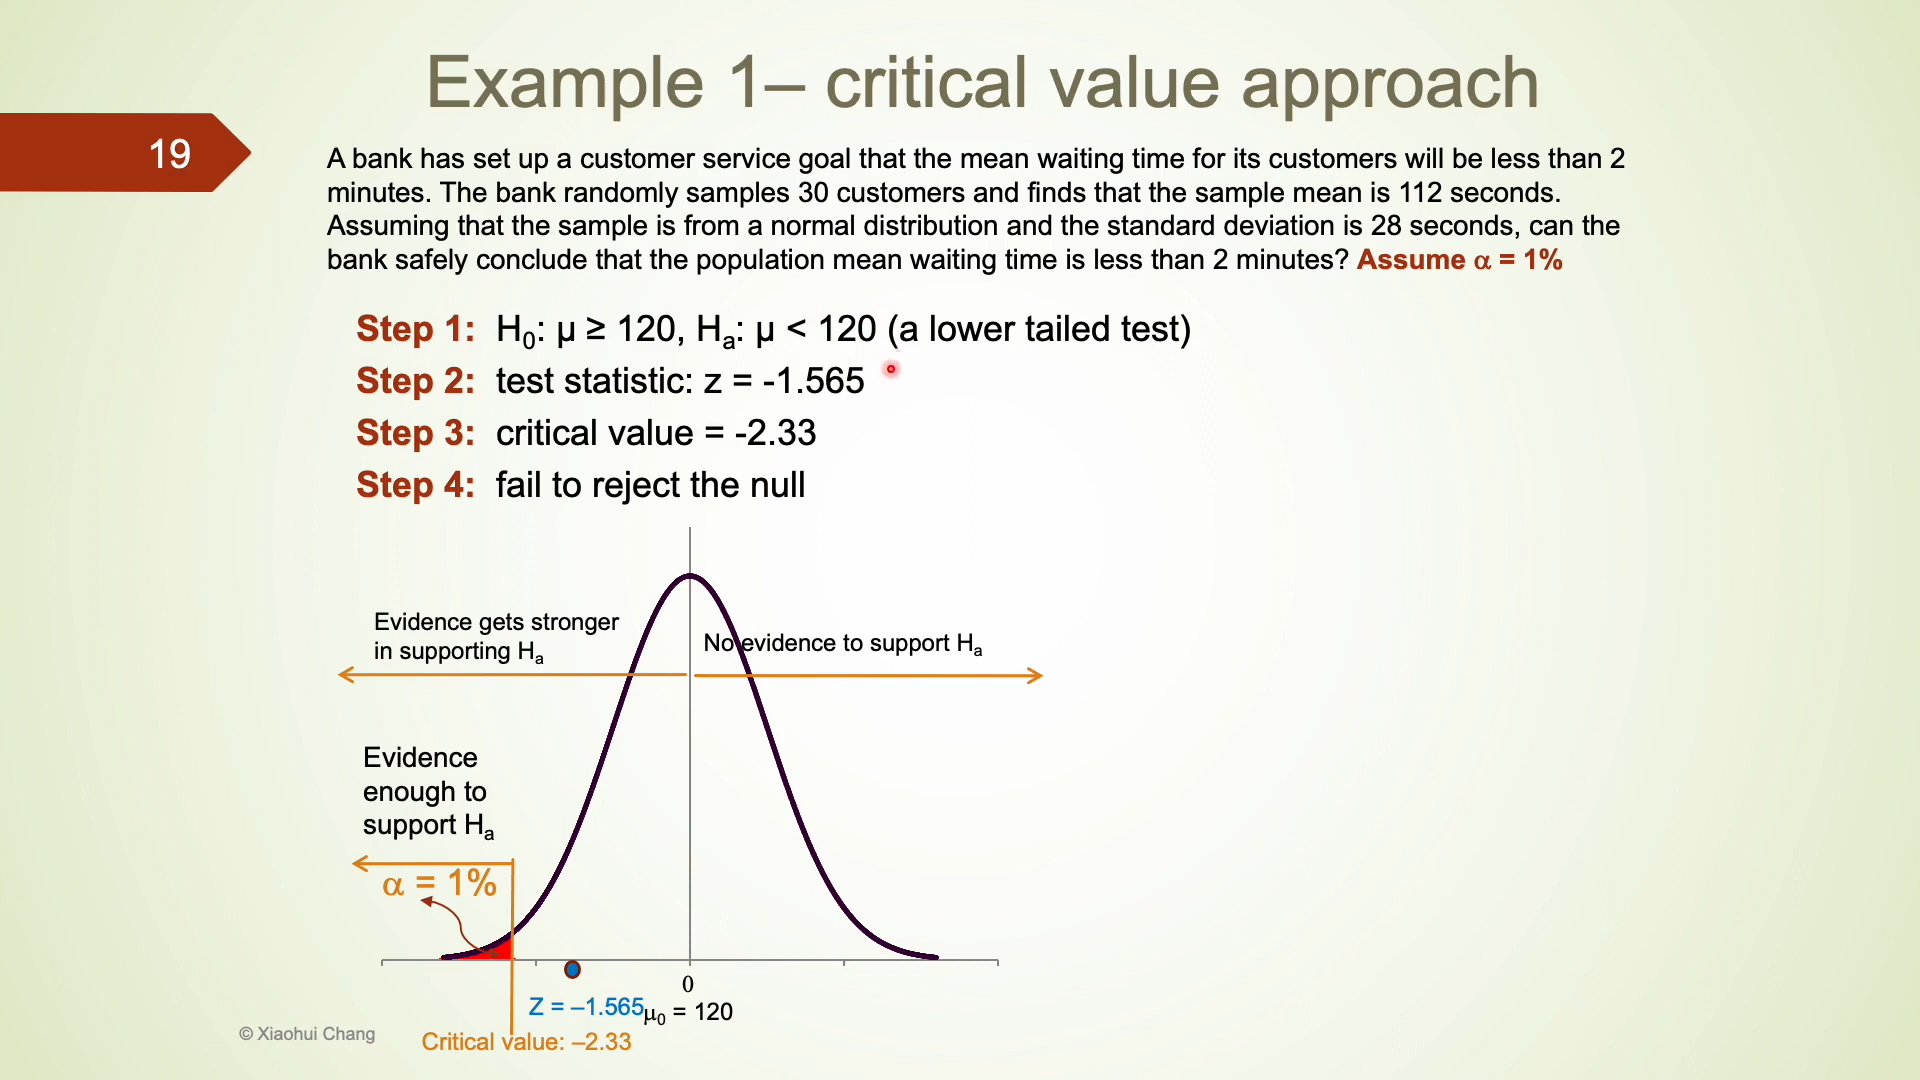 Example 1– critical value approach
19
A bank has set up a customer service goal that the mean waiting time for its customers will be less than 2
minutes. The bank randomly samples 30 customers and finds that the sample mean is 112 seconds.
Assuming that the sample is from a normal distribution and the standard deviation is 28 seconds, can the
bank safely conclude that the population mean waiting time is less than 2 minutes? Assume α = 1%
Step 1: H₀: µ ≥ 120, Hₐ: µ < 120 (a lower tailed test)
Step 2: test statistic: z = -1.565
Step 3: critical value = -2.33
Step 4: fail to reject the null
Evidence gets stronger
in supporting Hₐ
No evidence to support Hₐ
Evidence
enough to
support Hₐ
α = 1%
0
Z = –1.565
μ₀ = 120
Critical value: –2.33
© Xiaohui Chang